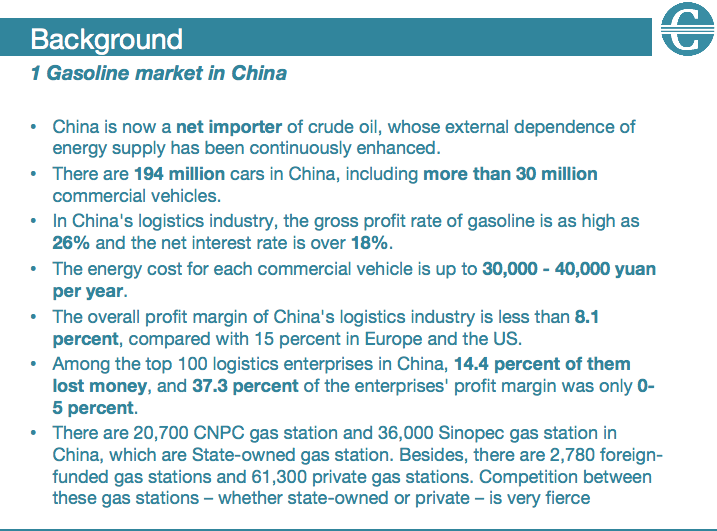 Background
1 Gasoline market in China
• China is now a net importer of crude oil, whose external dependence of
energy supply has been continuously enhanced.
• There are 194 million cars in China, including more than 30 million
commercial vehicles.
• In China's logistics industry, the gross profit rate of gasoline is as high as
26% and the net interest rate is over 18%.
• The energy cost for each commercial vehicle is up to 30,000 - 40,000 yuan
per year.
• The overall profit margin of China's logistics industry is less than 8.1
percent, compared with 15 percent in Europe and the US.
• Among the top 100 logistics enterprises in China, 14.4 percent of them
lost money, and 37.3 percent of the enterprises' profit margin was only 0-
5 percent.
• There are 20,700 CNPC gas station and 36,000 Sinopec gas station in
China, which are State-owned gas station. Besides, there are 2,780 foreign-
funded gas stations and 61,300 private gas stations. Competition between
these gas stations – whether state-owned or private – is very fierce